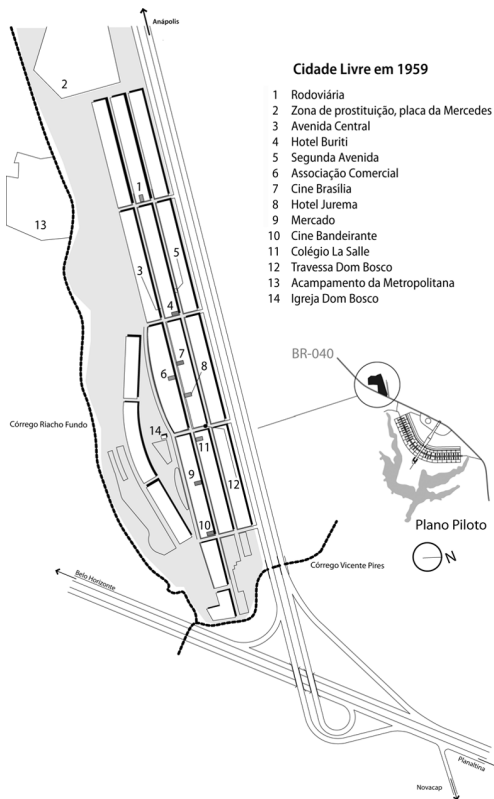 Anápolis
Cidade Livre em 1959
1 Rodoviária
2 Zona de prostituição, placa da Mercedes
3 Avenida Central
4 Hotel Buriti
5 Segunda Avenida
6 Associação Comercial
7 Cine Brasilia
8 Hotel Jurema
9 Mercado
10 Cine Bandeirante
11 Colégio La Salle
12 Travessa Dom Bosco
13 Acampamento da Metropolitana
14 Igreja Dom Bosco
2
1
13
3
5
4
BR-040
7
6
8
Córrego Riacho Fundo
14
11
9
12
10
Plano Piloto
N
Córrego Vicente Pires
Belo Horizonte
Planaltina
Novacap